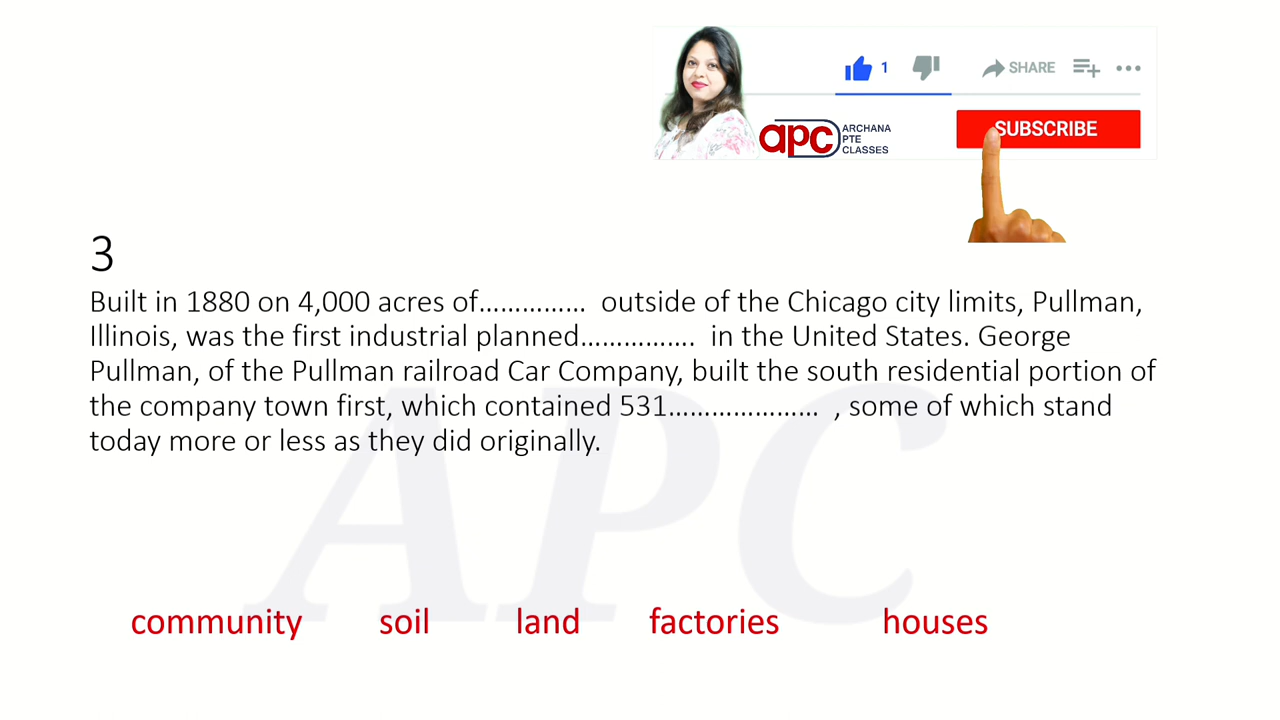 1 SHARE
apc ARCHANA
PTE
CLASSES
SUBSCRIBE
3
Built in 1880 on 4,000 acres of............... outside of the Chicago city limits, Pullman,
Illinois, was the first industrial planned................ in the United States. George
Pullman, of the Pullman railroad Car Company, built the south residential portion of
the company town first, which contained 531..................... , some of which stand
today more or less as they did originally.
APC
community soil land factories houses